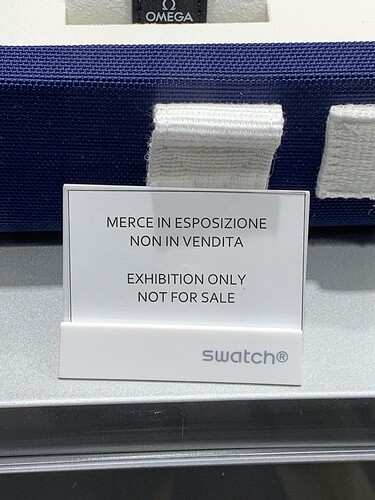 Ω
OMEGA
MERCE IN ESPOSIZIONE
NON IN VENDITA
EXHIBITION ONLY
NOT FOR SALE
swatch®